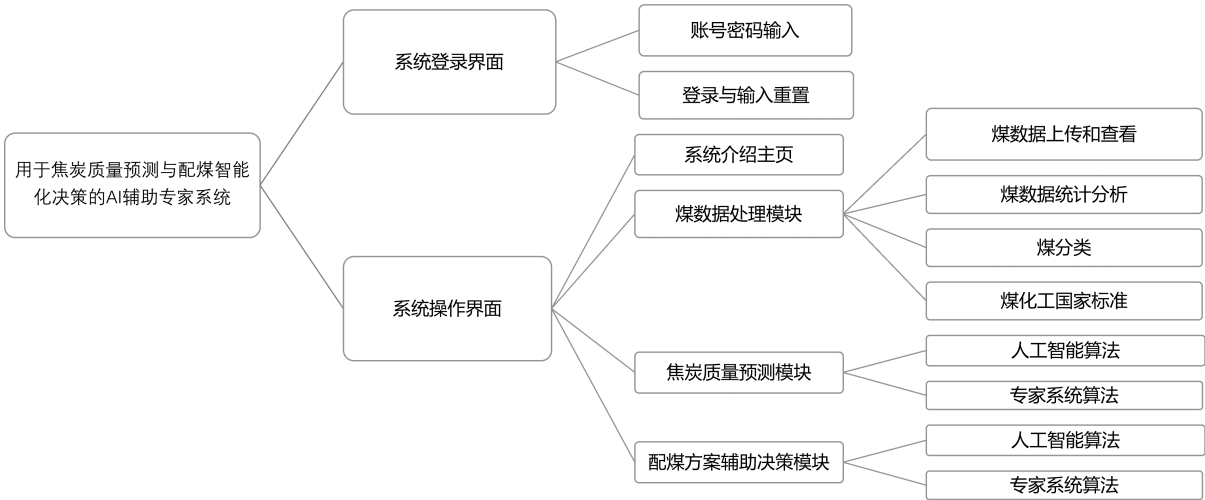 用于焦炭质量预测与配煤智能
化决策的AI辅助专家系统
系统登录界面
账号密码输入
登录与输入重置
系统操作界面
系统介绍主页
煤数据处理模块
煤数据上传和查看
煤数据统计分析
煤分类
煤化工国家标准
焦炭质量预测模块
人工智能算法
专家系统算法
配煤方案辅助决策模块
人工智能算法
专家系统算法